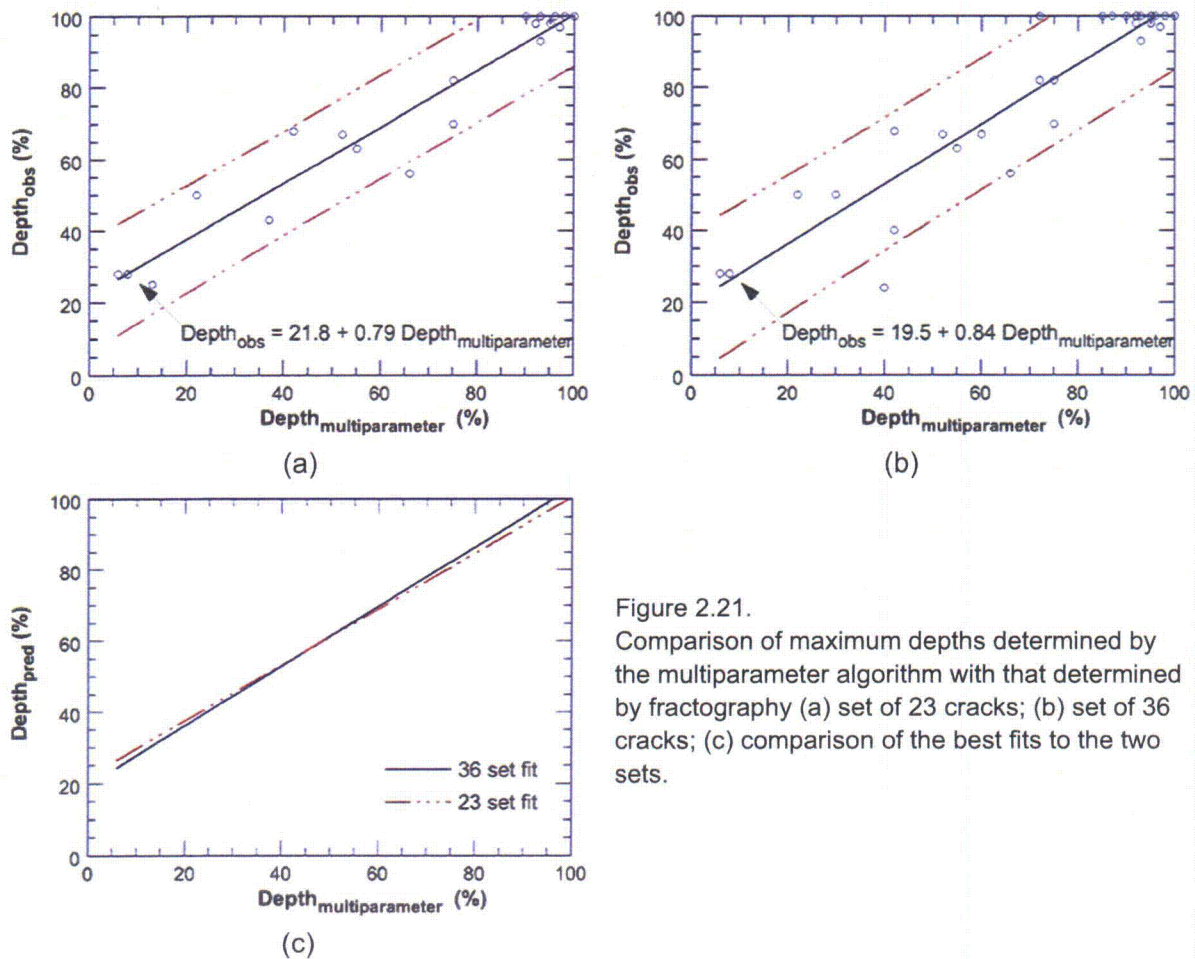 100
80
60
40
20
0
Depth_obs (%)
Depth_obs = 21.8 + 0.79 Depth_multiparameter
0 20 40 60 80 100
Depth_multiparameter (%)
(a)
100
80
60
40
20
0
Depth_obs (%)
Depth_obs = 19.5 + 0.84 Depth_multiparameter
0 20 40 60 80 100
Depth_multiparameter (%)
(b)
100
80
60
40
20
0
Depth_pred (%)
36 set fit
23 set fit
0 20 40 60 80 100
Depth_multiparameter (%)
(c)
Figure 2.21.
Comparison of maximum depths determined by
the multiparameter algorithm with that determined
by fractography (a) set of 23 cracks; (b) set of 36
cracks; (c) comparison of the best fits to the two
sets.